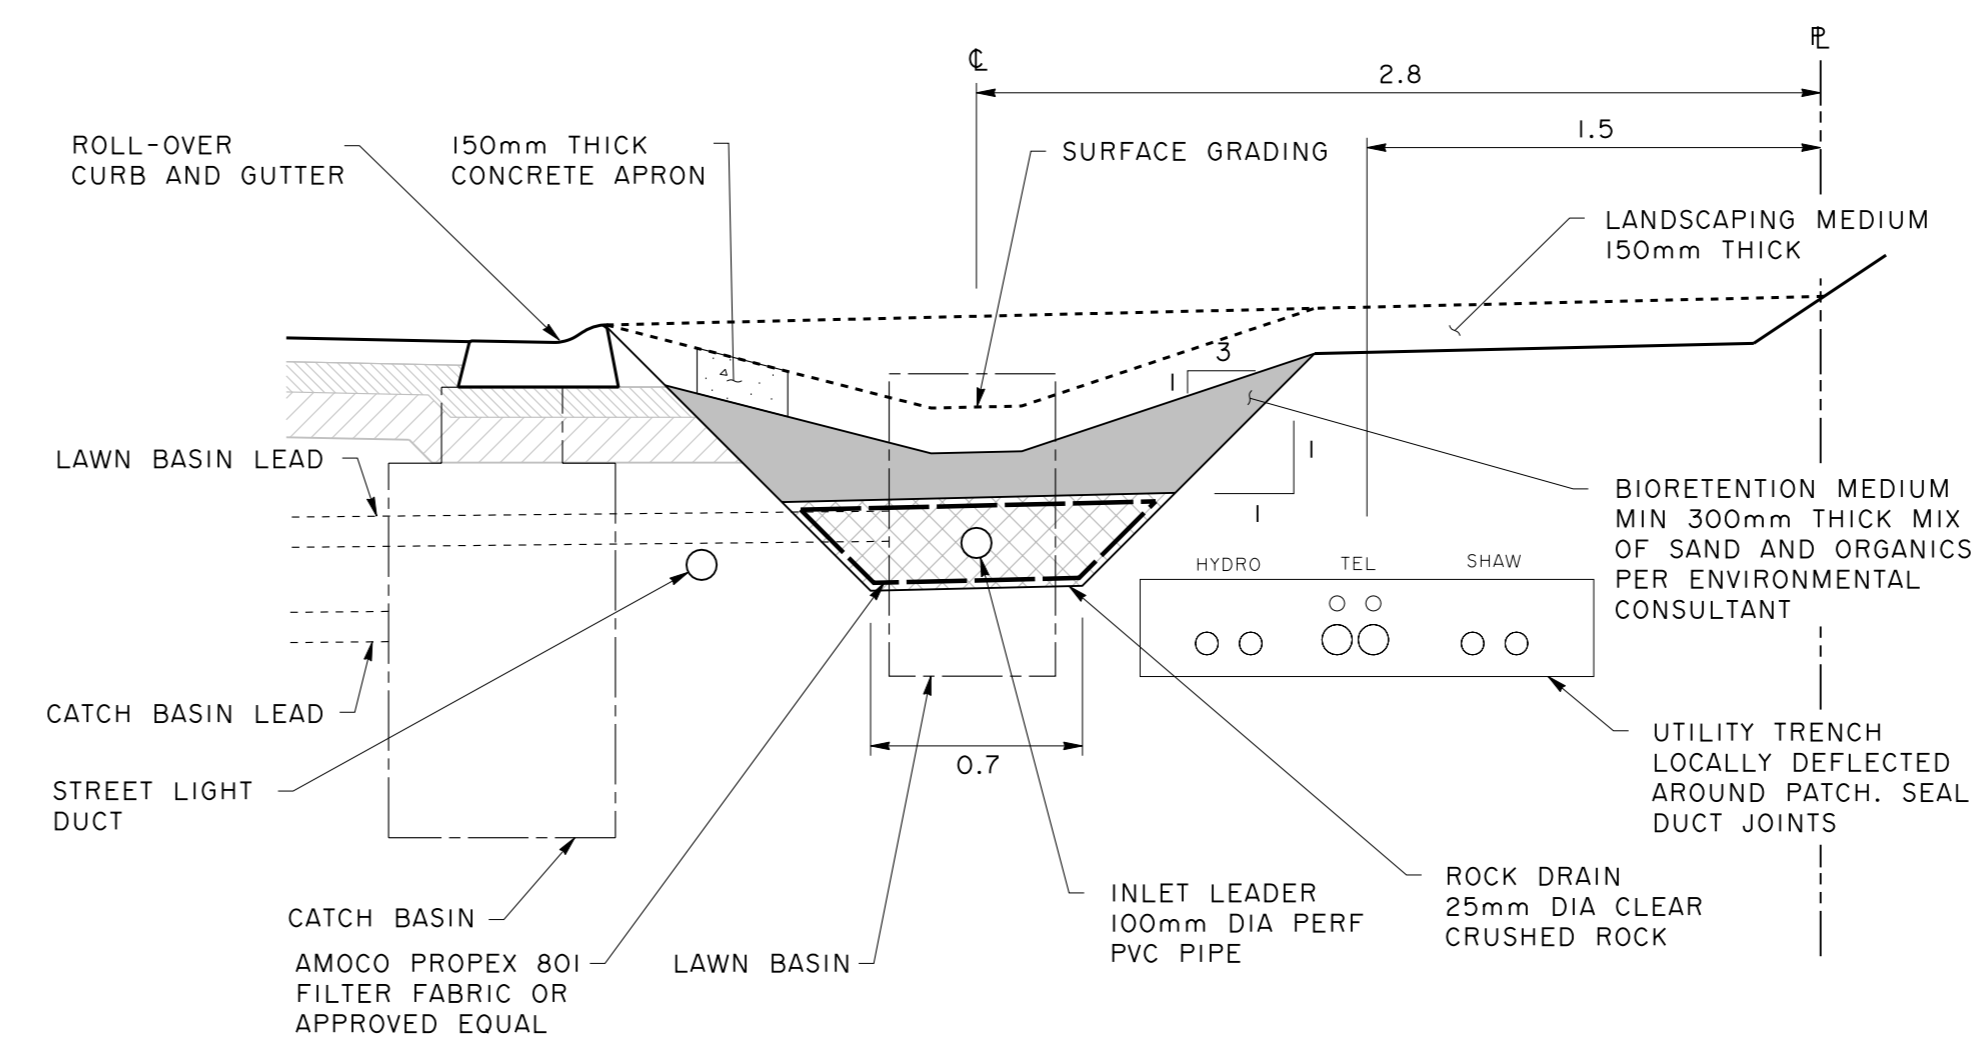 ℄
⅊
2.8
1.5
ROLL-OVER
CURB AND GUTTER
150mm THICK
CONCRETE APRON
SURFACE GRADING
LANDSCAPING MEDIUM
150mm THICK
3
1
1
1
LAWN BASIN LEAD
BIORETENTION MEDIUM
MIN 300mm THICK MIX
OF SAND AND ORGANICS
PER ENVIRONMENTAL
CONSULTANT
HYDRO
TEL
SHAW
CATCH BASIN LEAD
UTILITY TRENCH
LOCALLY DEFLECTED
AROUND PATCH. SEAL
DUCT JOINTS
0.7
STREET LIGHT
DUCT
CATCH BASIN
AMOCO PROPEX 801
FILTER FABRIC OR
APPROVED EQUAL
LAWN BASIN
INLET LEADER
100mm DIA PERF
PVC PIPE
ROCK DRAIN
25mm DIA CLEAR
CRUSHED ROCK